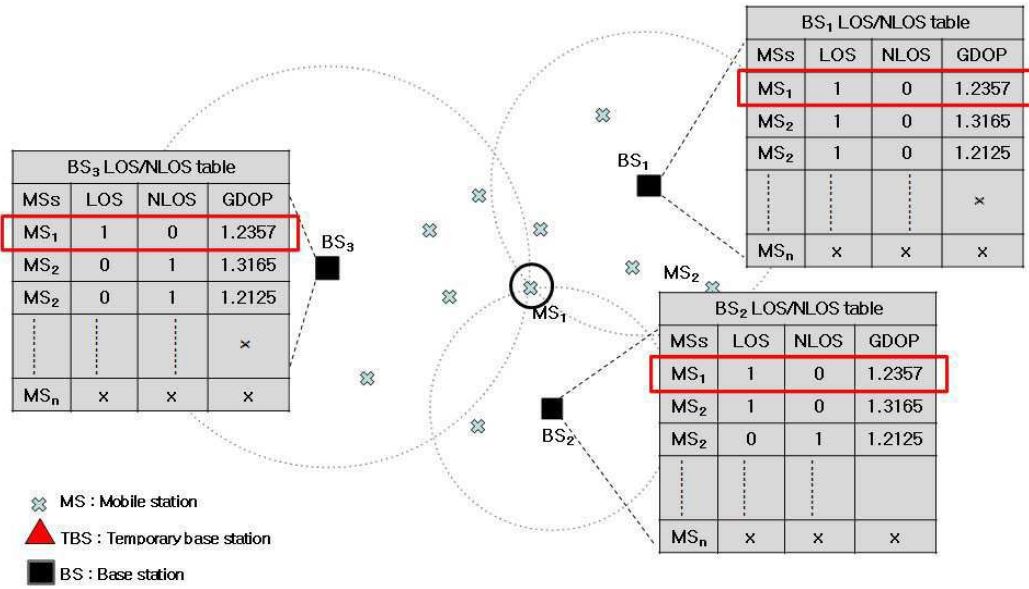 BS₁ LOS/NLOS table
MSs LOS NLOS GDOP
MS₁ 1 0 1.2357
MS₂ 1 0 1.3165
MS₂ 1 0 1.2125
x
MSₙ x x x
BS₃ LOS/NLOS table
MSs LOS NLOS GDOP
MS₁ 1 0 1.2357
MS₂ 0 1 1.3165
MS₂ 0 1 1.2125
x
MSₙ x x x
BS₁
BS₃
MS₂
MS₁
BS₂
BS₂ LOS/NLOS table
MSs LOS NLOS GDOP
MS₁ 1 0 1.2357
MS₂ 1 0 1.3165
MS₂ 0 1 1.2125
MSₙ x x x
MS : Mobile station
TBS : Temporary base station
BS : Base station